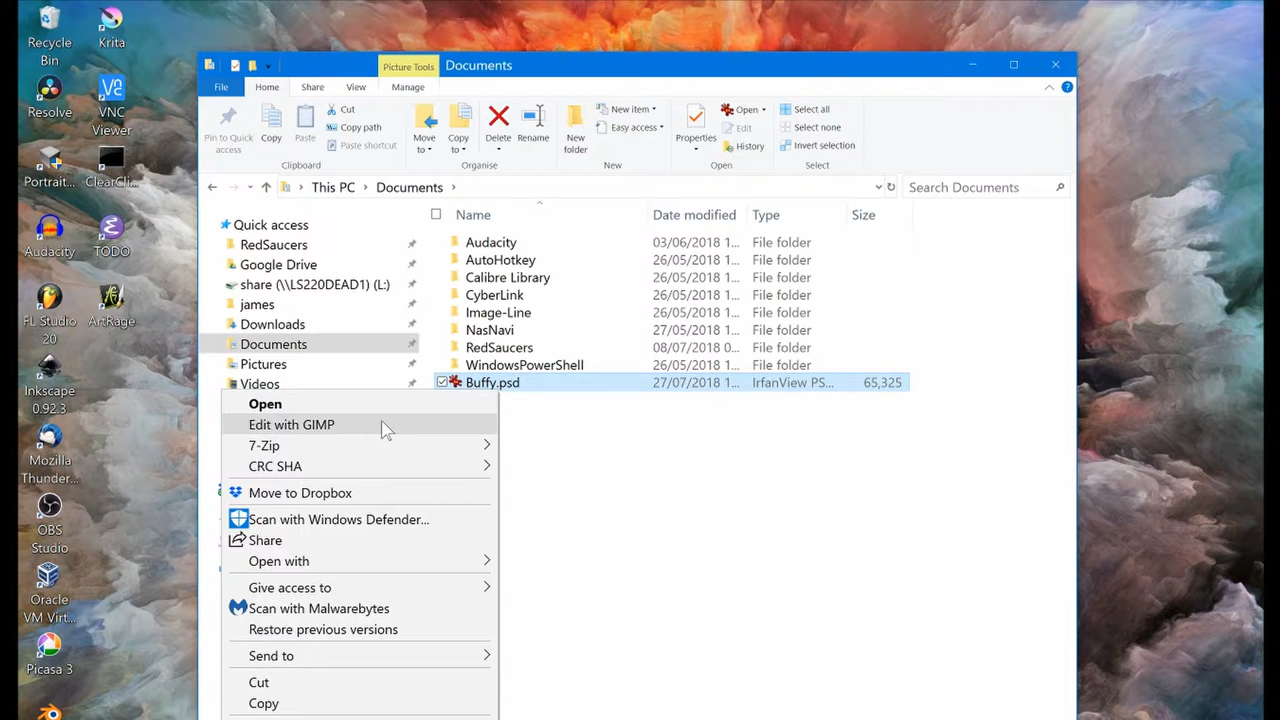 Recycle
Bin
Krita
Resolve
VNC
Viewer
Portrait...
ClearCli...
Audacity
TODO
FL Studio
20
ArtRage
Inkscape
0.92.3
Mozilla
Thunder...
OBS
Studio
Oracle
VM Virt...
Picasa 3
Picture Tools
Documents
File
Home
Share
View
Manage
Pin to Quick
access
Copy
Paste
Cut
Copy path
Paste shortcut
Clipboard
Move
to
Copy
to
Delete
Rename
Organise
New
folder
New item
Easy access
New
Properties
Open
Edit
History
Open
Select all
Select none
Invert selection
Select
This PC
Documents
Search Documents
Quick access
RedSaucers
Google Drive
share (\\LS220DEAD1) (L:)
james
Downloads
Documents
Pictures
Videos
Name Date modified Type Size
Audacity 03/06/2018 1... File folder
AutoHotkey 26/05/2018 1... File folder
Calibre Library 26/05/2018 1... File folder
CyberLink 26/05/2018 1... File folder
Image-Line 26/05/2018 1... File folder
NasNavi 27/05/2018 1... File folder
RedSaucers 08/07/2018 0... File folder
WindowsPowerShell 26/05/2018 1... File folder
Buffy.psd 27/07/2018 1... IrfanView PS... 65,325
Open
Edit with GIMP
7-Zip
CRC SHA
Move to Dropbox
Scan with Windows Defender...
Share
Open with
Give access to
Scan with Malwarebytes
Restore previous versions
Send to
Cut
Copy